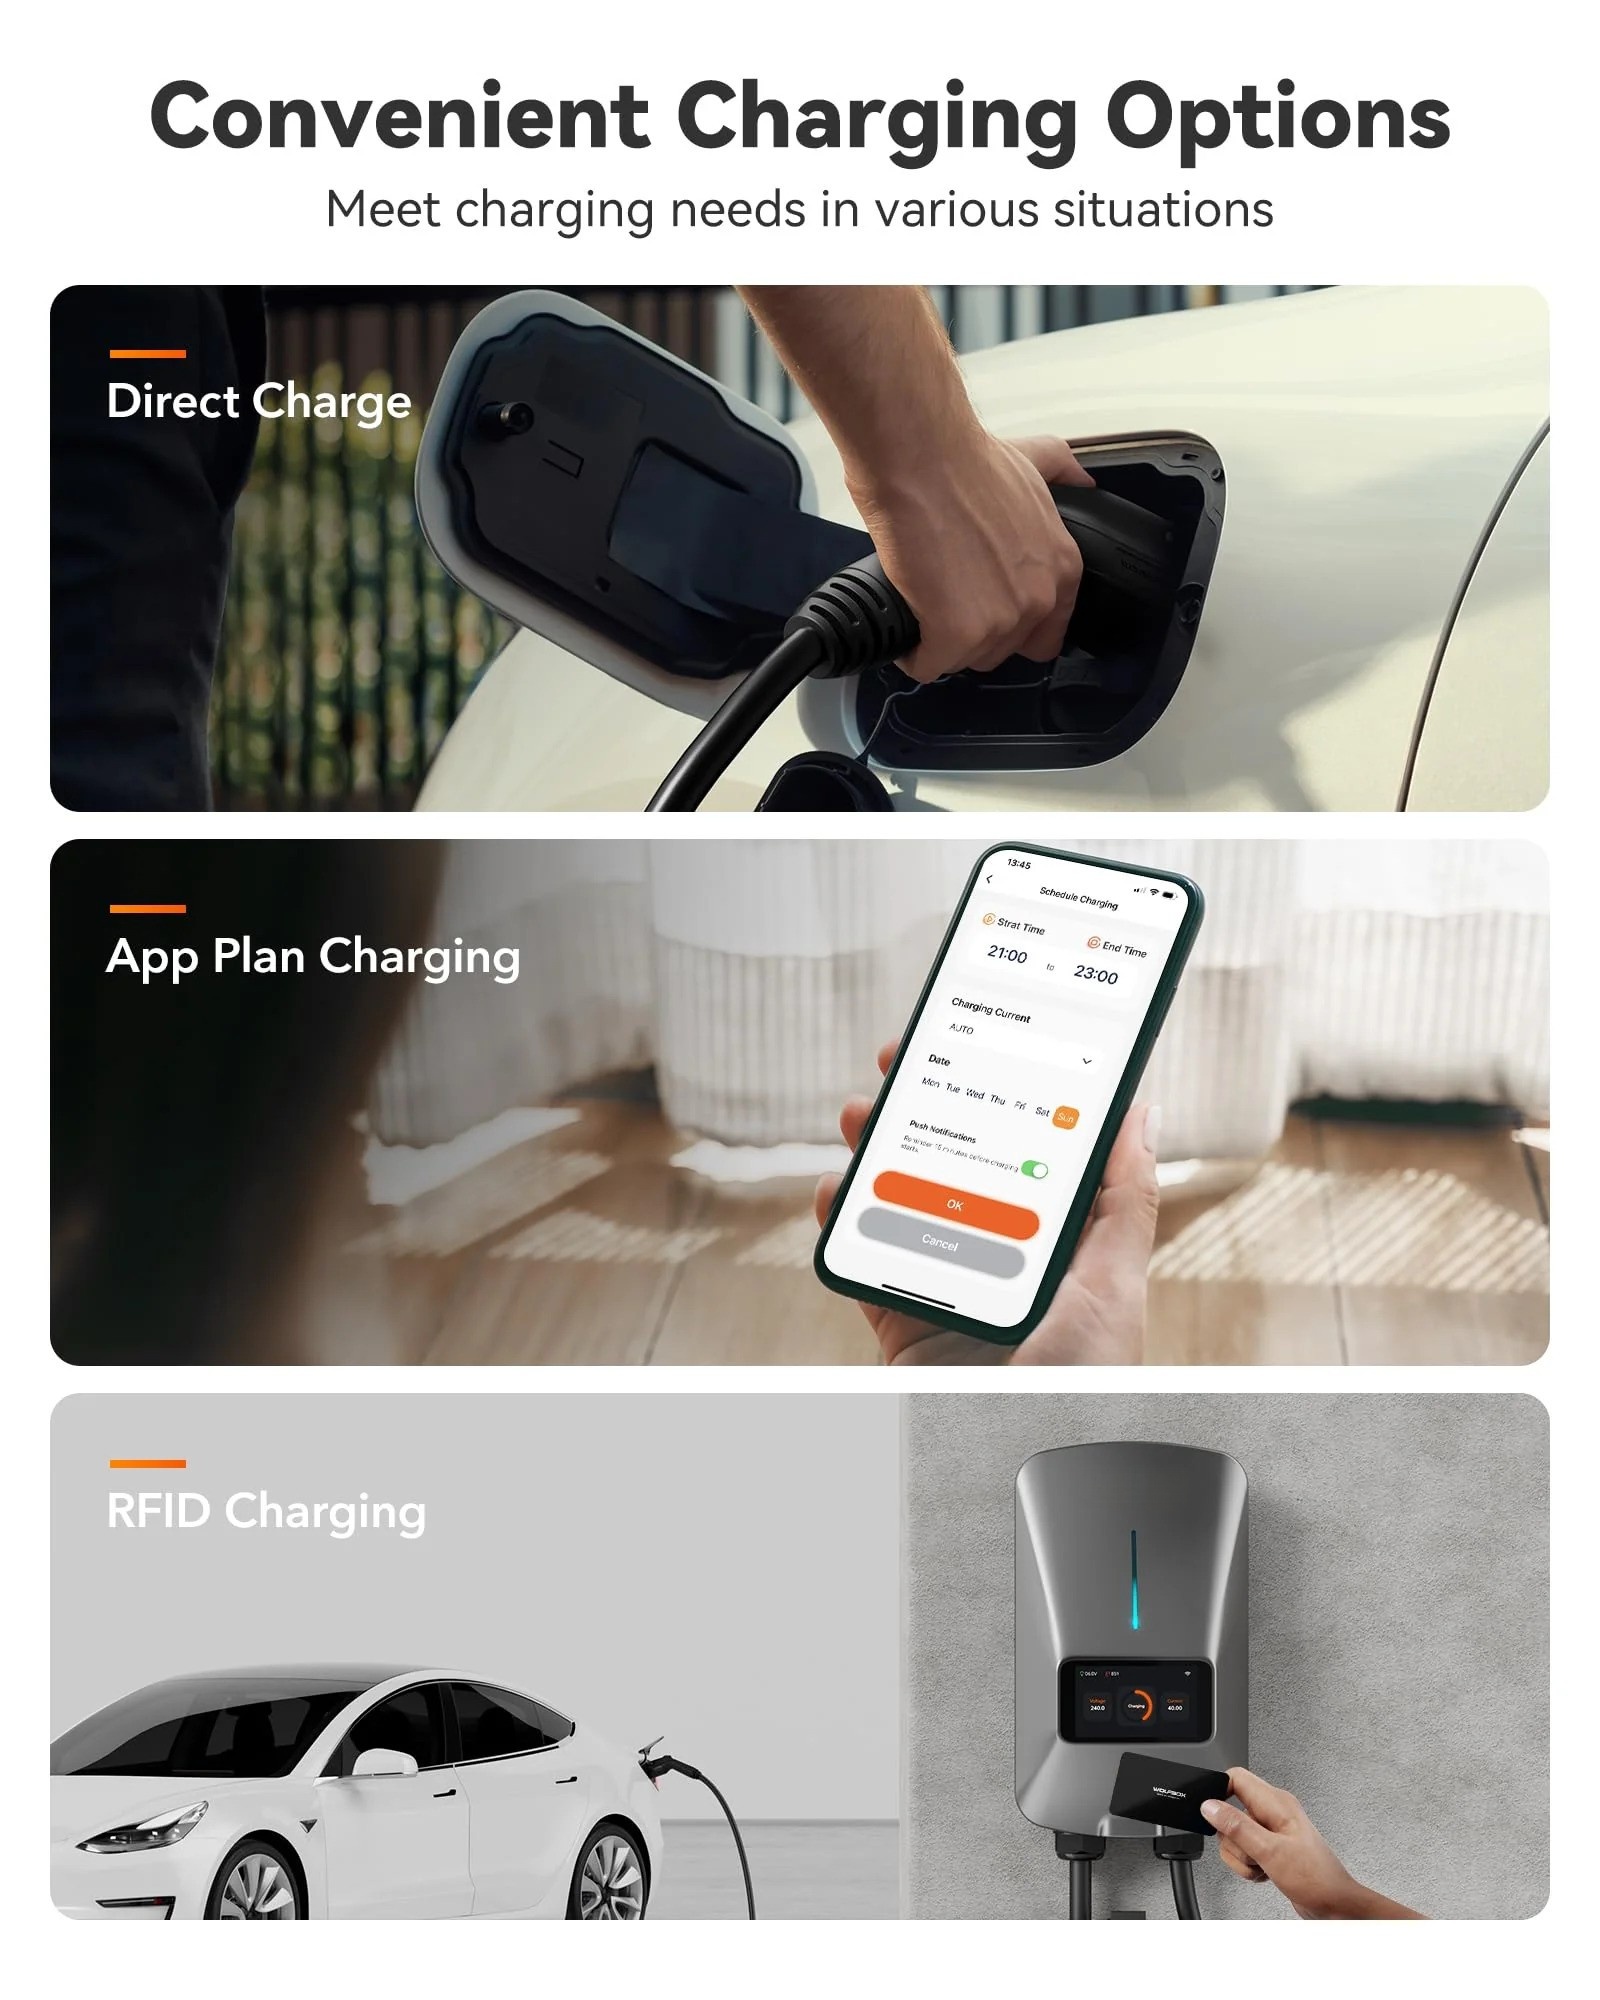 Convenient Charging Options
Meet charging needs in various situations
Direct Charge
App Plan Charging
13:45
Schedule Charging
Strat Time
End Time
21:00 to 23:00
Charging Current
AUTO
Date
Mon Tue Wed Thu Fri Sat Sun
Push Notifications
Reminder 15 minutes before charging
starts.
OK
Cancel
RFID Charging
Voltage
240.0
Charging
Current
40.00
WOLFBOX